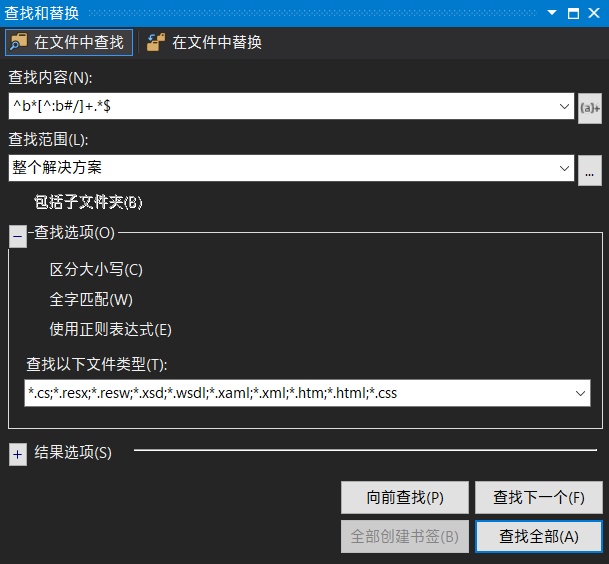 查找和替换
在文件中查找 在文件中替换
查找内容(N):
^b*[^:b#/]+.*$
{a}+
查找范围(L):
整个解决方案
...
包括子文件夹(B)
查找选项(O)
区分大小写(C)
全字匹配(W)
使用正则表达式(E)
查找以下文件类型(T):
*.cs;*.resx;*.resw;*.xsd;*.wsdl;*.xaml;*.xml;*.htm;*.html;*.css
结果选项(S)
向前查找(P) 查找下一个(F)
全部创建书签(B) 查找全部(A)